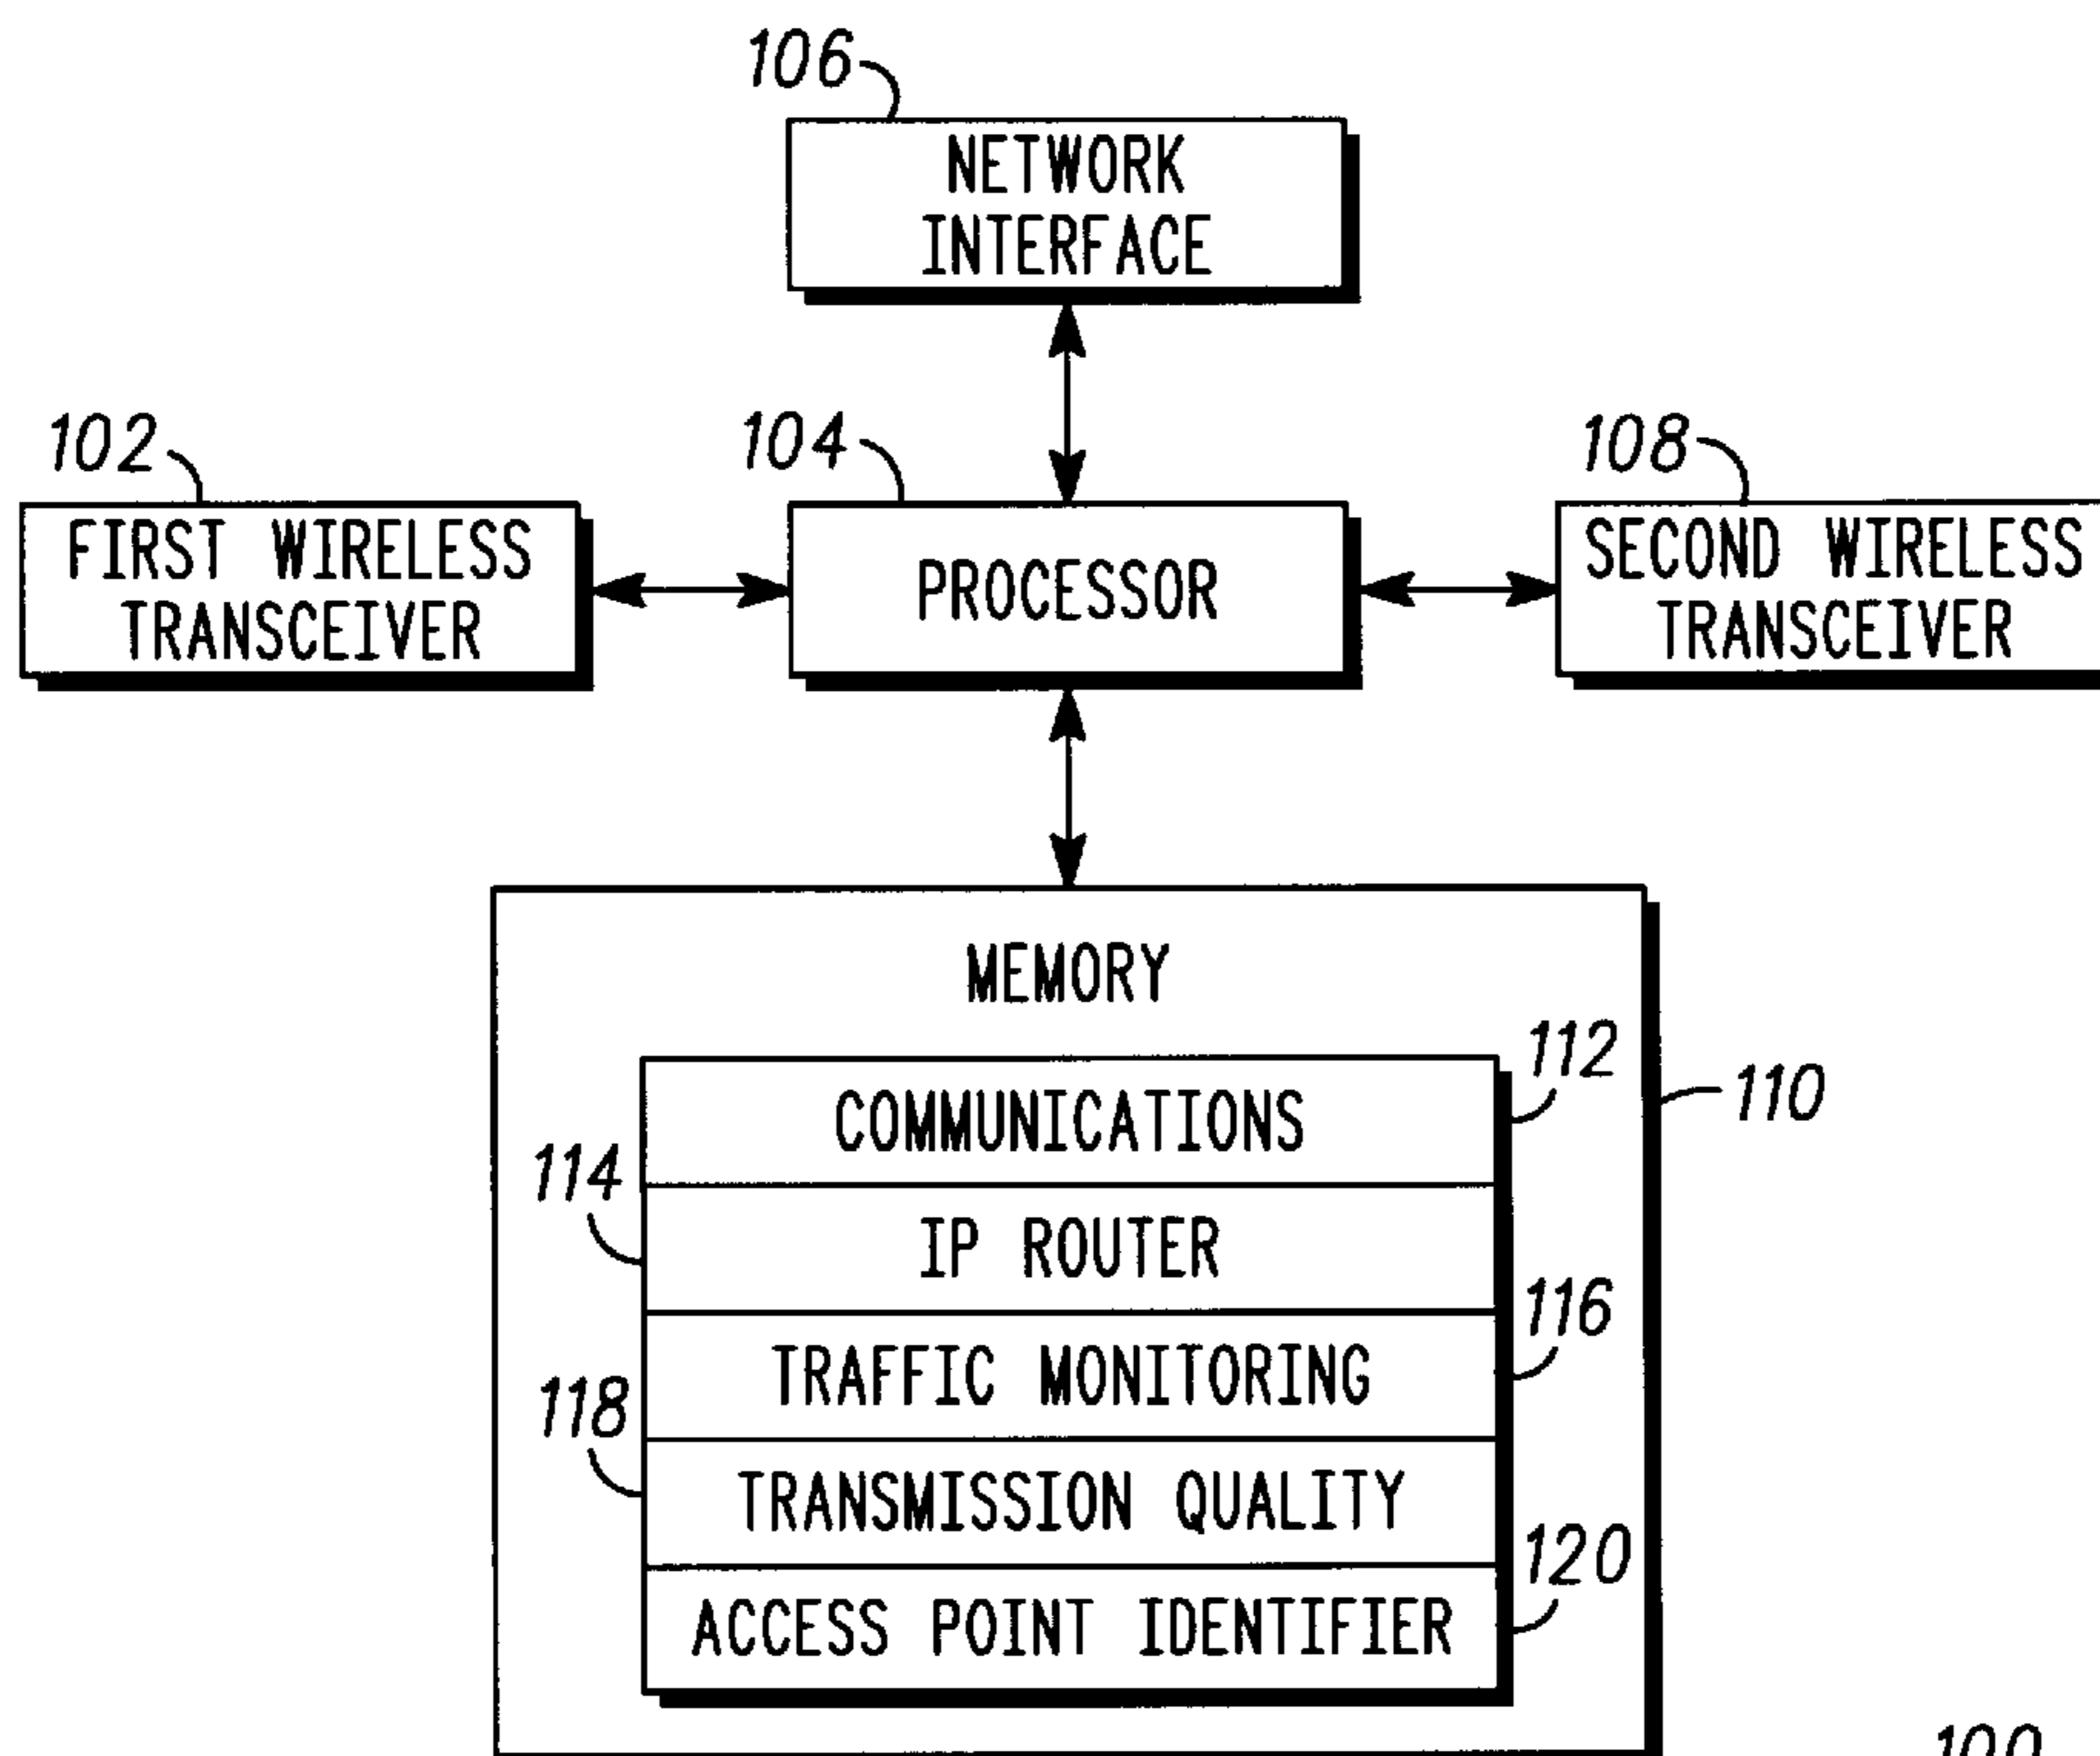 106
NETWORK
INTERFACE
102
104
108
FIRST WIRELESS
TRANSCEIVER
PROCESSOR
SECOND WIRELESS
TRANSCEIVER
MEMORY
112
110
COMMUNICATIONS
114
IP ROUTER
116
TRAFFIC MONITORING
118
TRANSMISSION QUALITY
120
ACCESS POINT IDENTIFIER